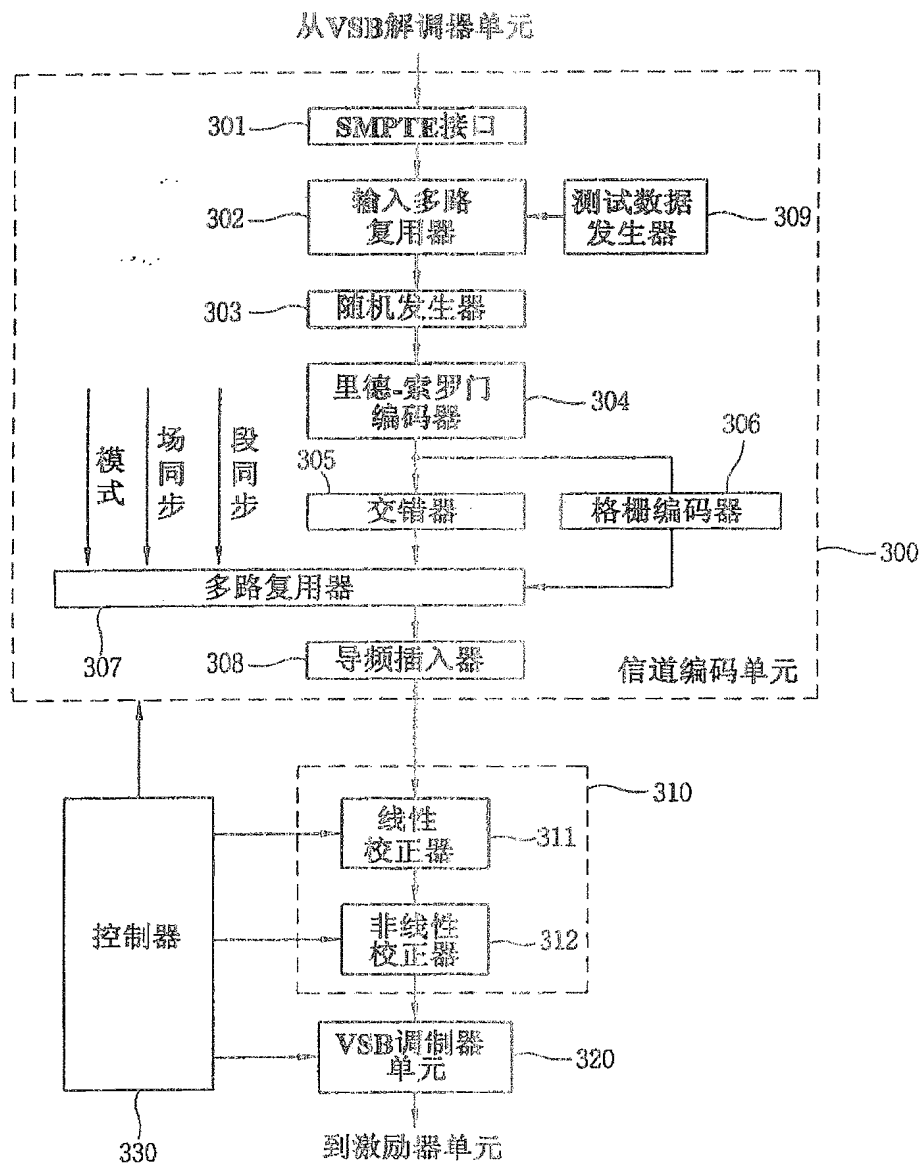 从VSB解调器单元
301
SMPTE接口
302
输入多路
复用器
测试数据
发生器
309
303
随机发生器
里德-索罗门
编码器
304
模式
场同步
段同步
305
交错器
306
格栅编码器
300
多路复用器
307
308
导频插入器
信道编码单元
310
线性
校正器
311
控制器
非线性
校正器
312
VSB调制器
单元
320
330
到激励器单元